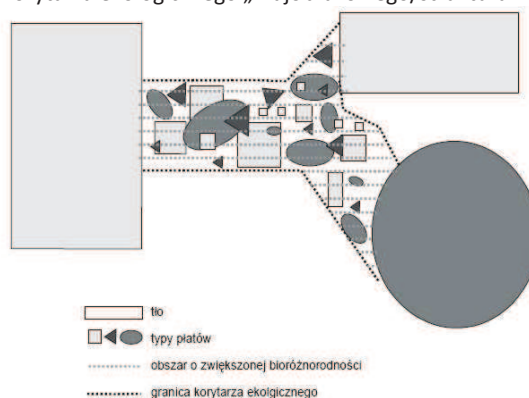 tło
typy płatów
obszar o zwiększonej bioróżnorodności
granica korytarza ekolgicznego